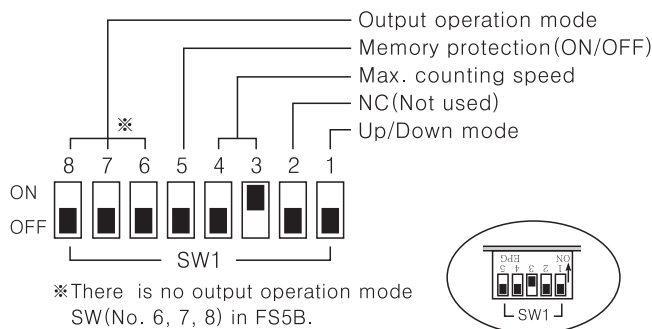 Output operation mode
Memory protection(ON/OFF)
Max. counting speed
NC(Not used)
Up/Down mode
※
8 7 6 5 4 3 2 1
ON
OFF
SW1
※There is no output operation mode
SW(No. 6, 7, 8) in FS5B.
EPG ON
5 4 3 2 1
SW1